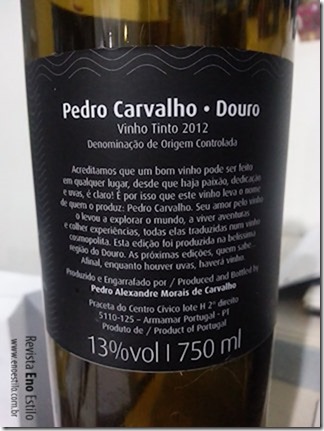 Pedro Carvalho • Douro
Vinho Tinto 2012
Denominação de Origem Controlada
Acreditamos que um bom vinho pode ser feito
em qualquer lugar, desde que haja paixão, dedicação
e uvas, é claro! É por isso que este vinho leva o nome
de quem o produz: Pedro Carvalho. Seu amor pelo vinho
o levou a explorar o mundo, a viver aventuras
e colher experiências, todas elas traduzidas num vinho
cosmopolita. Esta edição foi produzida na belíssima
região do Douro. As próximas edições, quem sabe...
Afinal, enquanto houver uvas, haverá vinho.
Produzido e Engarrafado por / Produced and Bottled by
Pedro Alexandre Morais de Carvalho
Praceta do Centro Cívico lote H 2º direito
5110-125 - Armamar Portugal - PT
Produto de / Product of Portugal
13%vol | 750 ml
Revista Eno Estilo
www.enoestilo.com.br